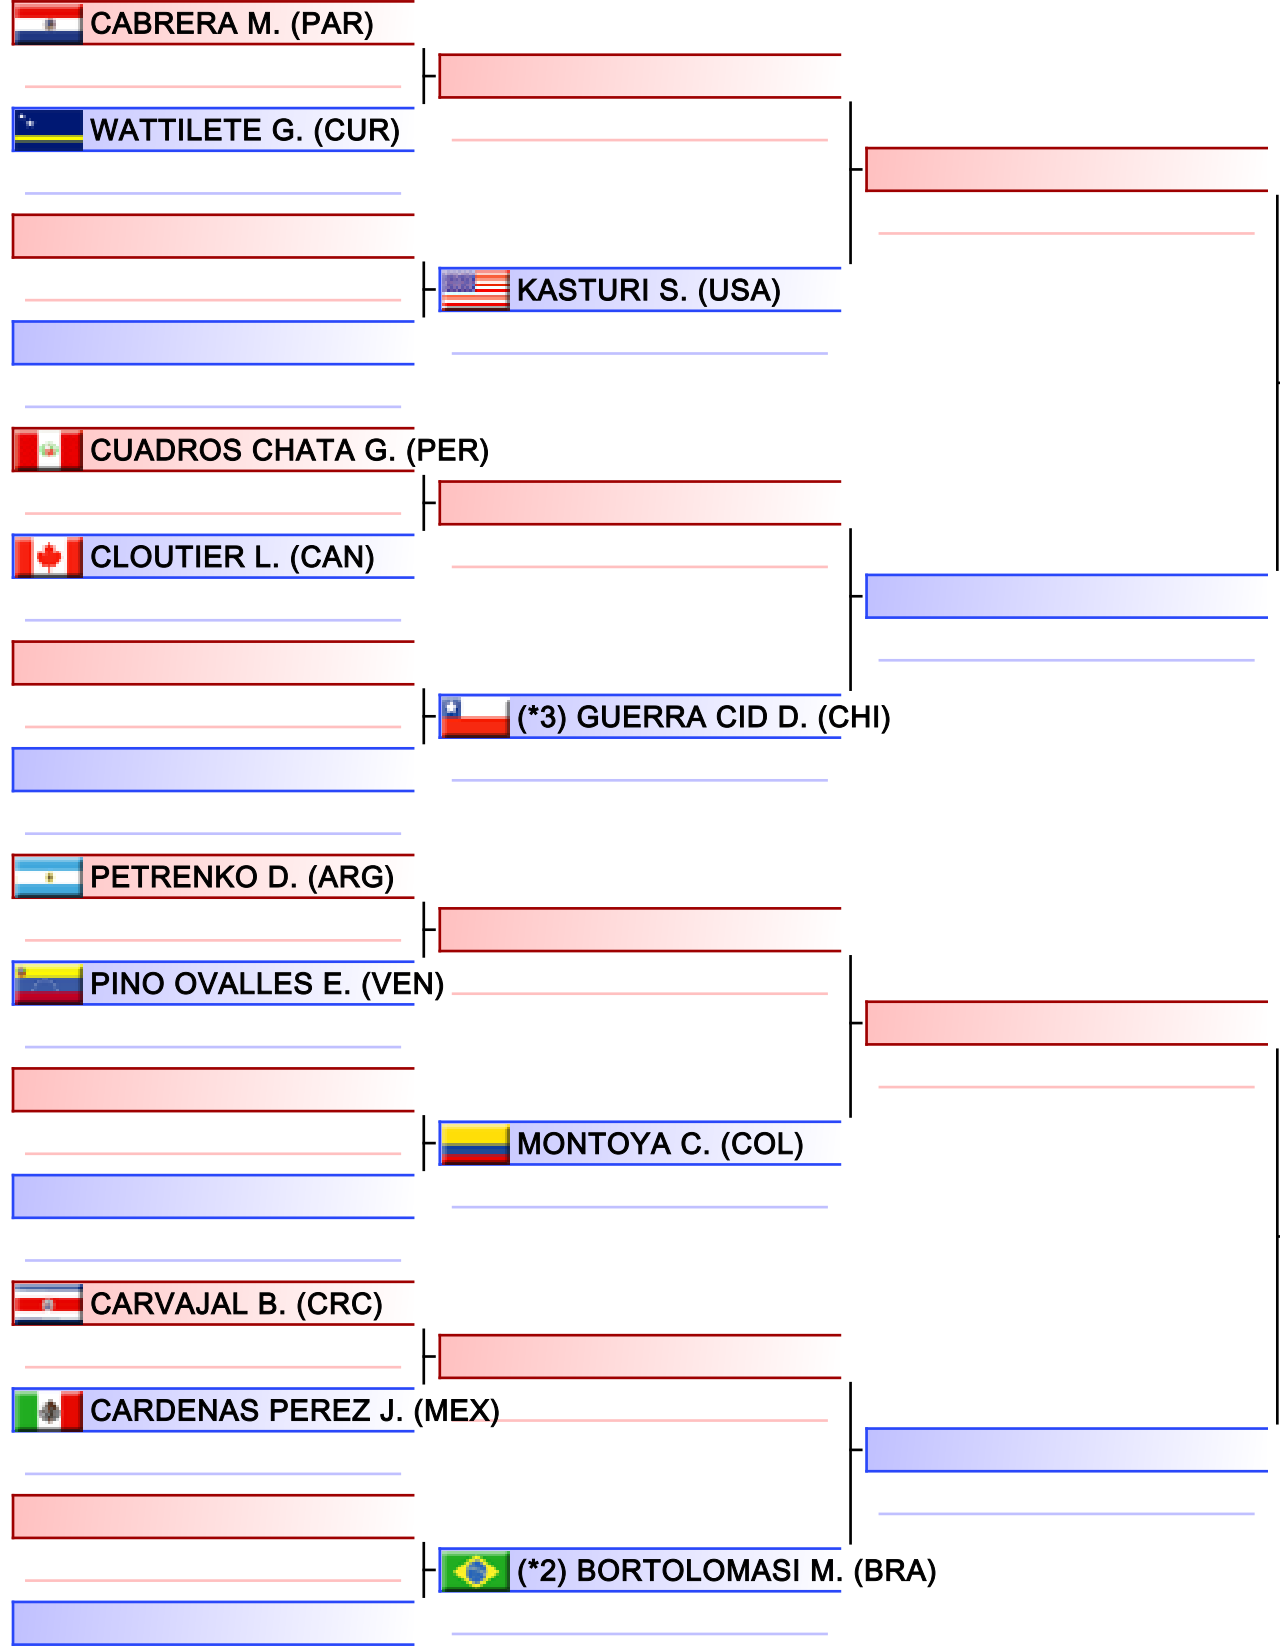 CABRERA M. (PAR)
WATTILETE G. (CUR)
KASTURI S. (USA)
CUADROS CHATA G. (PER)
CLOUTIER L. (CAN)
(*3) GUERRA CID D. (CHI)
PETRENKO D. (ARG)
PINO OVALLES E. (VEN)
MONTOYA C. (COL)
CARVAJAL B. (CRC)
CARDENAS PEREZ J. (MEX)
(*2) BORTOLOMASI M. (BRA)